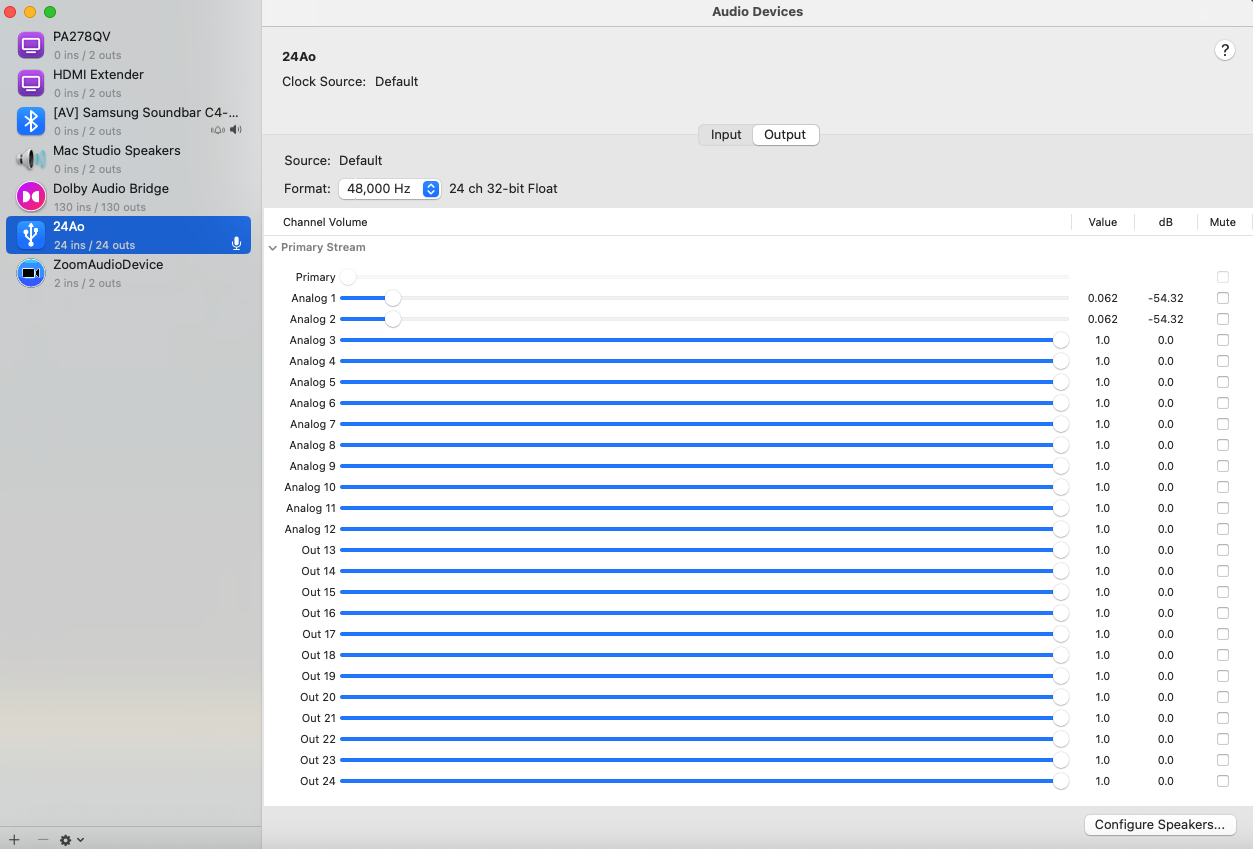 Audio Devices
PA278QV
0 ins / 2 outs
HDMI Extender
0 ins / 2 outs
[AV] Samsung Soundbar C4-...
0 ins / 2 outs
Mac Studio Speakers
0 ins / 2 outs
Dolby Audio Bridge
130 ins / 130 outs
24Ao
24 ins / 24 outs
ZoomAudioDevice
2 ins / 2 outs
24Ao
?
Clock Source: Default
Input Output
Source: Default
Format: 48,000 Hz 24 ch 32-bit Float
Channel Volume Value dB Mute
Primary Stream
Primary
Analog 1 0.062 -54.32
Analog 2 0.062 -54.32
Analog 3 1.0 0.0
Analog 4 1.0 0.0
Analog 5 1.0 0.0
Analog 6 1.0 0.0
Analog 7 1.0 0.0
Analog 8 1.0 0.0
Analog 9 1.0 0.0
Analog 10 1.0 0.0
Analog 11 1.0 0.0
Analog 12 1.0 0.0
Out 13 1.0 0.0
Out 14 1.0 0.0
Out 15 1.0 0.0
Out 16 1.0 0.0
Out 17 1.0 0.0
Out 18 1.0 0.0
Out 19 1.0 0.0
Out 20 1.0 0.0
Out 21 1.0 0.0
Out 22 1.0 0.0
Out 23 1.0 0.0
Out 24 1.0 0.0
Configure Speakers...